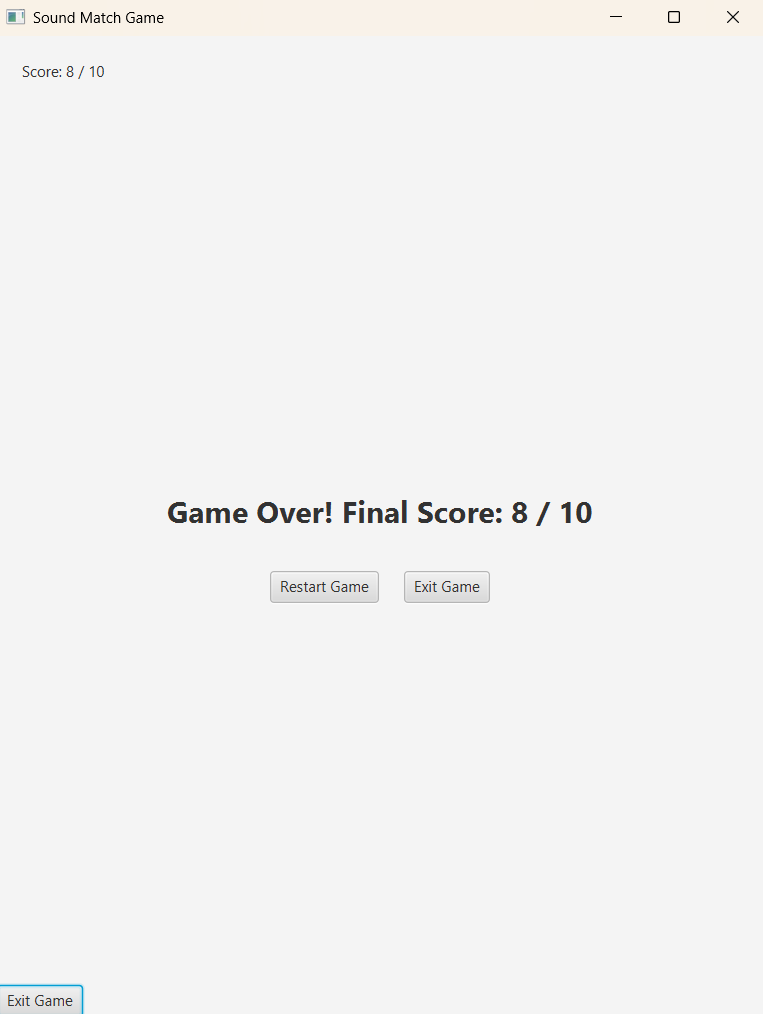 Sound Match Game
Score: 8 / 10
Game Over! Final Score: 8 / 10
Restart Game Exit Game
Exit Game